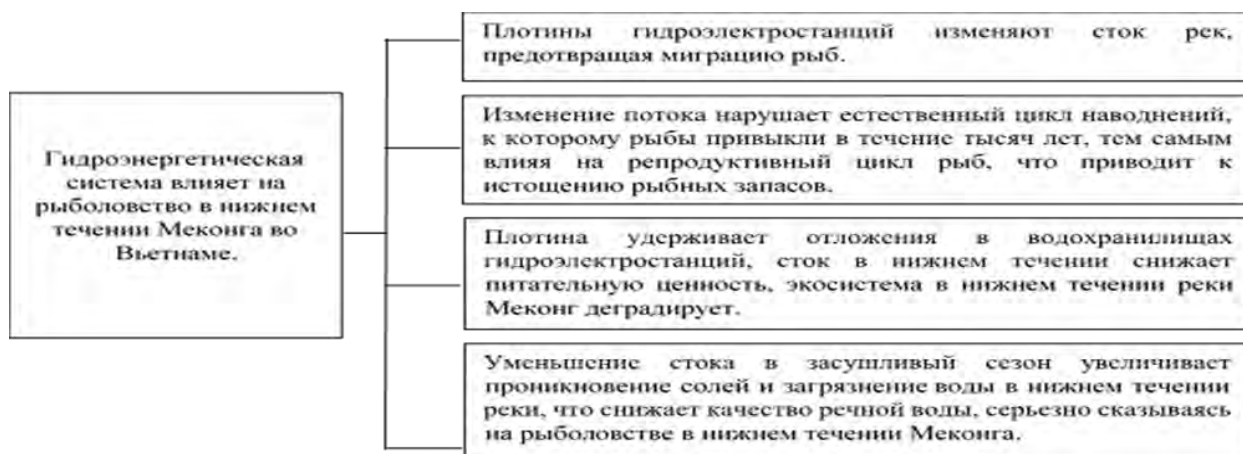 Гидроэнергетическая
система влияет на
рыболовство в нижнем
течении Меконга во
Вьетнаме.
Плотины гидроэлектростанций изменяют сток рек,
предотвращая миграцию рыб.
Изменение потока нарушает естественный цикл наводнений,
к которому рыбы привыкли в течение тысяч лет, тем самым
влияя на репродуктивный цикл рыб, что приводит к
истощению рыбных запасов.
Плотина удерживает отложения в водохранилищах
гидроэлектростанций, сток в нижнем течении снижает
питательную ценность, экосистема в нижнем течении реки
Меконг деградирует.
Уменьшение стока в засушливый сезон увеличивает
проникновение солей и загрязнение воды в нижнем течении
реки, что снижает качество речной воды, серьезно сказываясь
на рыболовстве в нижнем течении Меконга.